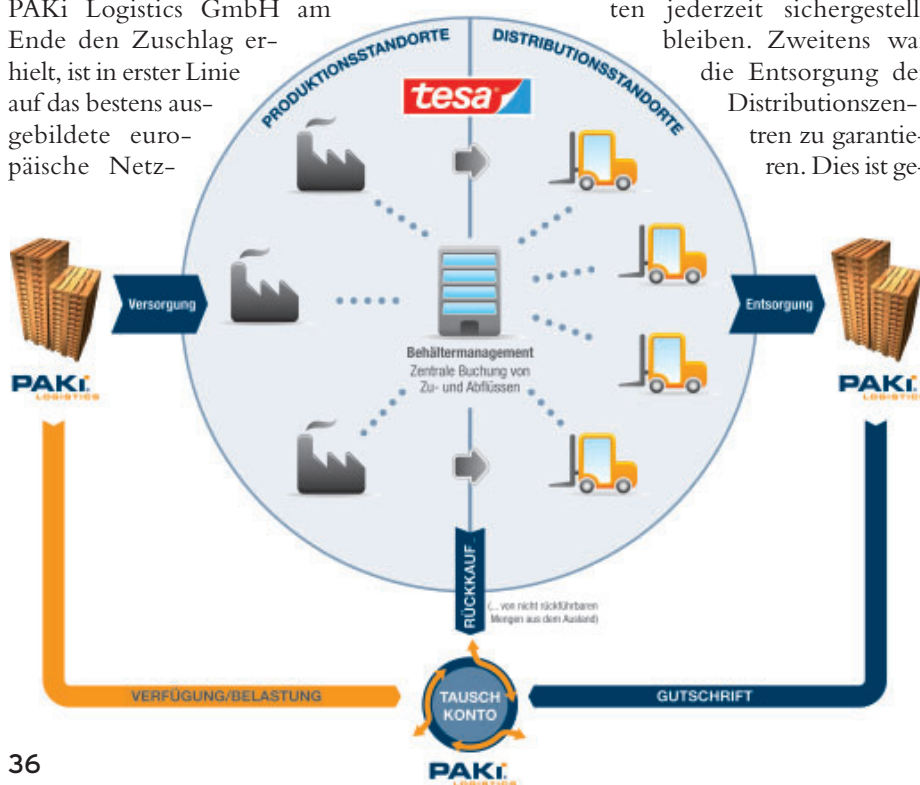 PAKi Logistics GmbH am
Ende den Zuschlag er-
hielt, ist in erster Linie
auf das bestens aus-
gebildete euro-
päische Netz-
ten jederzeit sichergestell
bleiben. Zweitens wa
die Entsorgung de
Distributionszen-
tren zu garantie-
ren. Dies ist ge-
PRODUKTIONSSTANDORTE
DISTRIBUTIONSSTANDORTE
tesa
Versorgung
Entsorgung
Behältermanagement
Zentrale Buchung von
Zu- und Abflüssen
PAKi.
LOGISTICS
PAKi.
LOGISTICS
RÜCKKAUF
(... von nicht rückführbaren
Mengen aus dem Ausland)
VERFÜGUNG/BELASTUNG
TAUSCH
KONTO
GUTSCHRIFT
PAKi.
LOGISTICS
36